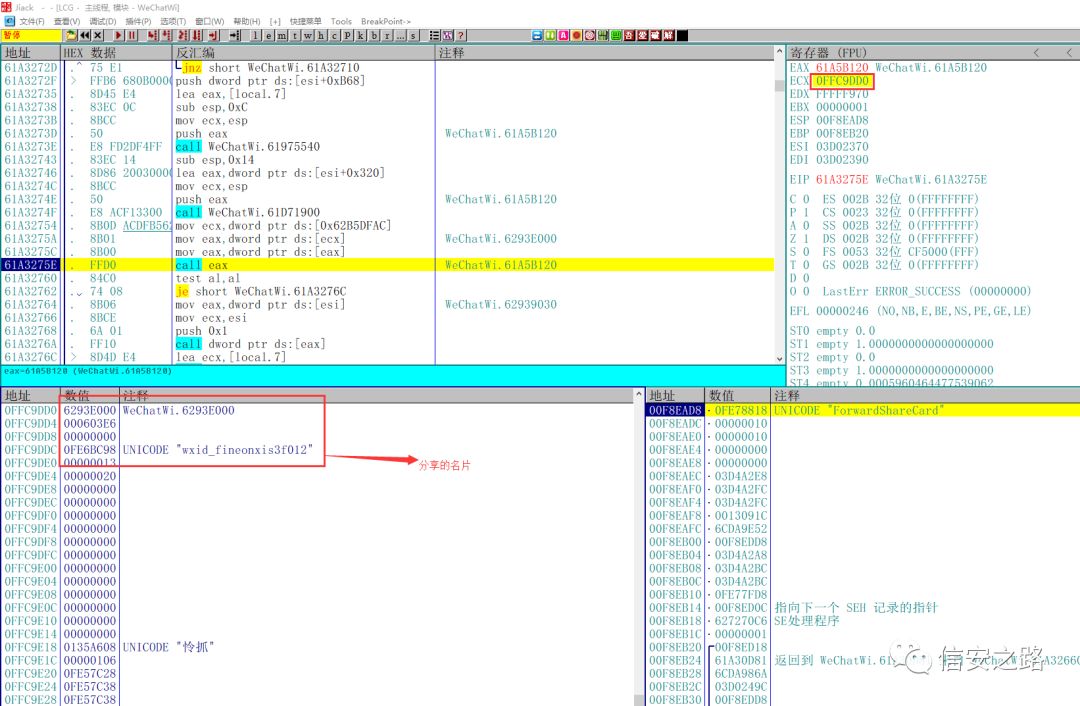 Jiack - - [LCG - 主线程, 模块 - WeChatWi]
文件(F) 查看(V) 调试(D) 插件(P) 选项(T) 窗口(W) 帮助(H) [+] 快捷菜单 Tools BreakPoint->
暂停 l e m t w h c p k b r ... s ?
地址 HEX 数据 反汇编 注释
61A3272D .^ 75 E1 jnz short WeChatWi.61A32710
61A3272F > FFB6 680B000 push dword ptr ds:[esi+0xB68]
61A32735 . 8D45 E4 lea eax,[local.7]
61A32738 . 83EC 0C sub esp,0xC
61A3273B . 8BCC mov ecx,esp
61A3273D . 50 push eax WeChatWi.61A5B120
61A3273E . E8 FD2DF4FF call WeChatWi.61975540
61A32743 . 83EC 14 sub esp,0x14
61A32746 . 8D86 2003000 lea eax,dword ptr ds:[esi+0x320]
61A3274C . 8BCC mov ecx,esp
61A3274E . 50 push eax WeChatWi.61A5B120
61A3274F . E8 ACF13300 call WeChatWi.61D71900
61A32754 . 8B0D ACDFB562 mov ecx,dword ptr ds:[0x62B5DFAC]
61A3275A . 8B01 mov eax,dword ptr ds:[ecx] WeChatWi.6293E000
61A3275C . 8B00 mov eax,dword ptr ds:[eax]
61A3275E . FFD0 call eax WeChatWi.61A5B120
61A32760 . 84C0 test al,al
61A32762 .. 74 08 je short WeChatWi.61A3276C
61A32764 . 8B06 mov eax,dword ptr ds:[esi] WeChatWi.62939030
61A32766 . 8BCE mov ecx,esi
61A32768 . 6A 01 push 0x1
61A3276A . FF10 call dword ptr ds:[eax]
61A3276C > 8D4D E4 lea ecx,[local.7]
eax=61A5B120 (WeChatWi.61A5B120)
寄存器 (FPU) < <
EAX 61A5B120 WeChatWi.61A5B120
ECX 0FFC9DD0
EDX FFFFF970
EBX 00000001
ESP 00F8EAD8
EBP 00F8EB20
ESI 03D02370
EDI 03D02390
EIP 61A3275E WeChatWi.61A3275E
C 0 ES 002B 32位 0(FFFFFFFF)
P 1 CS 0023 32位 0(FFFFFFFF)
A 0 SS 002B 32位 0(FFFFFFFF)
Z 1 DS 002B 32位 0(FFFFFFFF)
S 0 FS 0053 32位 CF5000(FFF)
T 0 GS 002B 32位 0(FFFFFFFF)
D 0
O 0 LastErr ERROR_SUCCESS (00000000)
EFL 00000246 (NO,NB,E,BE,NS,PE,GE,LE)
ST0 empty 0.0
ST1 empty 1.0000000000000000000
ST2 empty 0.0
ST3 empty 1.0000000000000000000
ST4 empty 0.0005960464477539062
地址 数值 注释
0FFC9DD0 6293E000 WeChatWi.6293E000
0FFC9DD4 000603E6
0FFC9DD8 00000000
0FFC9DDC 0FE6BC98 UNICODE "wxid_fineonxis3f012"
0FFC9DE0 00000013
分享的名片
0FFC9DE4 00000020
0FFC9DE8 00000000
0FFC9DEC 00000000
0FFC9DF0 00000000
0FFC9DF4 00000000
0FFC9DF8 00000000
0FFC9DFC 00000000
0FFC9E00 00000000
0FFC9E04 00000000
0FFC9E08 00000000
0FFC9E0C 00000000
0FFC9E10 00000000
0FFC9E14 00000000
0FFC9E18 0135A608 UNICODE "怜抓"
0FFC9E1C 00000106
0FFC9E20 0FE57C28
0FFC9E24 0FE57C38
0FFC9E28 0FE57C38
地址 数值 注释
00F8EAD8 0FE78818 UNICODE "ForwardShareCard"
00F8EADC 00000010
00F8EAE0 00000010
00F8EAE4 00000000
00F8EAE8 00000000
00F8EAEC 03D4A2E8
00F8EAF0 03D4A2FC
00F8EAF4 03D4A2FC
00F8EAF8 0013091C
00F8EAFC 6CDA9E52
00F8EB00 00F8EDD8
00F8EB04 03D4A2A8
00F8EB08 03D4A2BC
00F8EB0C 03D4A2BC
00F8EB10 0FE77FD8
00F8EB14 00F8ED0C 指向下一个 SEH 记录的指针
00F8EB18 627270C6 SE处理程序
00F8EB1C 00000001
00F8EB20 00F8ED18
00F8EB24 61A30D81 返回到 WeChatWi.61
00F8EB28 6CDA986A
00F8EB2C 03D0249C
00F8EB30 00F8EDD8
信安之路